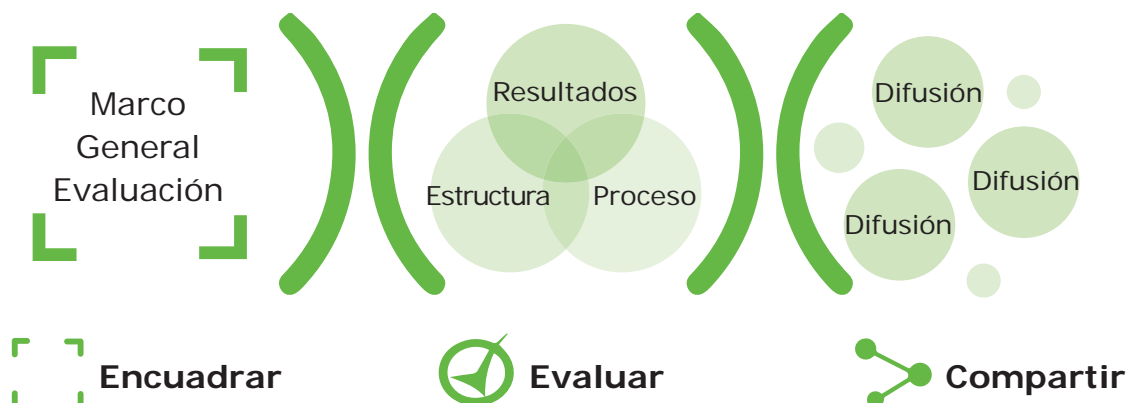 Marco
General
Evaluación
Resultados
Estructura
Proceso
Difusión
Difusión
Difusión
Encuadrar
Evaluar
Compartir